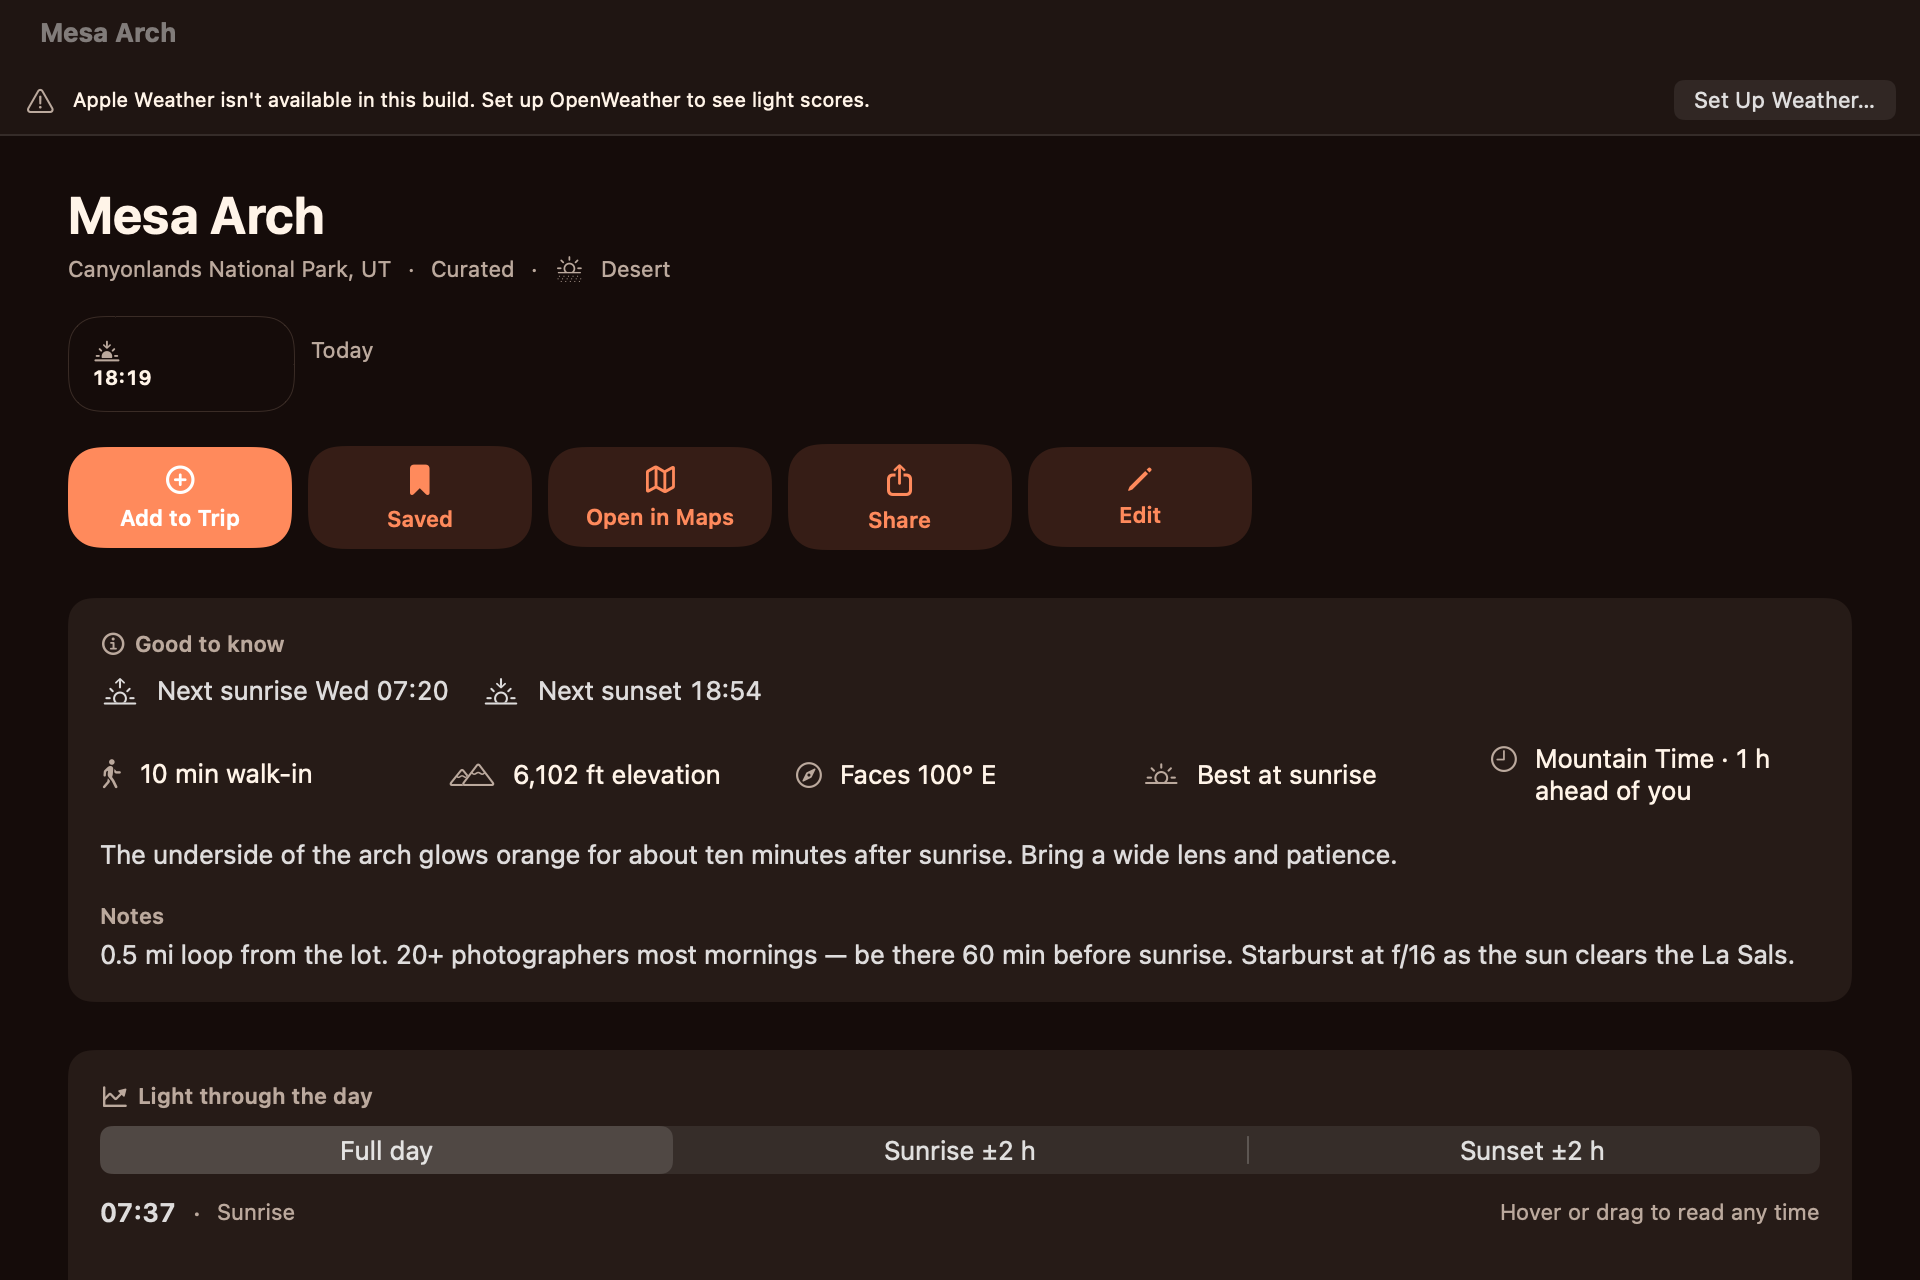 Mesa Arch
Apple Weather isn't available in this build. Set up OpenWeather to see light scores.
Set Up Weather...
Mesa Arch
Canyonlands National Park, UT · Curated · Desert
18:19
Today
Add to Trip
Saved
Open in Maps
Share
Edit
Good to know
Next sunrise Wed 07:20
Next sunset 18:54
10 min walk-in
6,102 ft elevation
Faces 100° E
Best at sunrise
Mountain Time · 1 h
ahead of you
The underside of the arch glows orange for about ten minutes after sunrise. Bring a wide lens and patience.
Notes
0.5 mi loop from the lot. 20+ photographers most mornings — be there 60 min before sunrise. Starburst at f/16 as the sun clears the La Sals.
Light through the day
Full day
Sunrise ±2 h
Sunset ±2 h
07:37 · Sunrise
Hover or drag to read any time